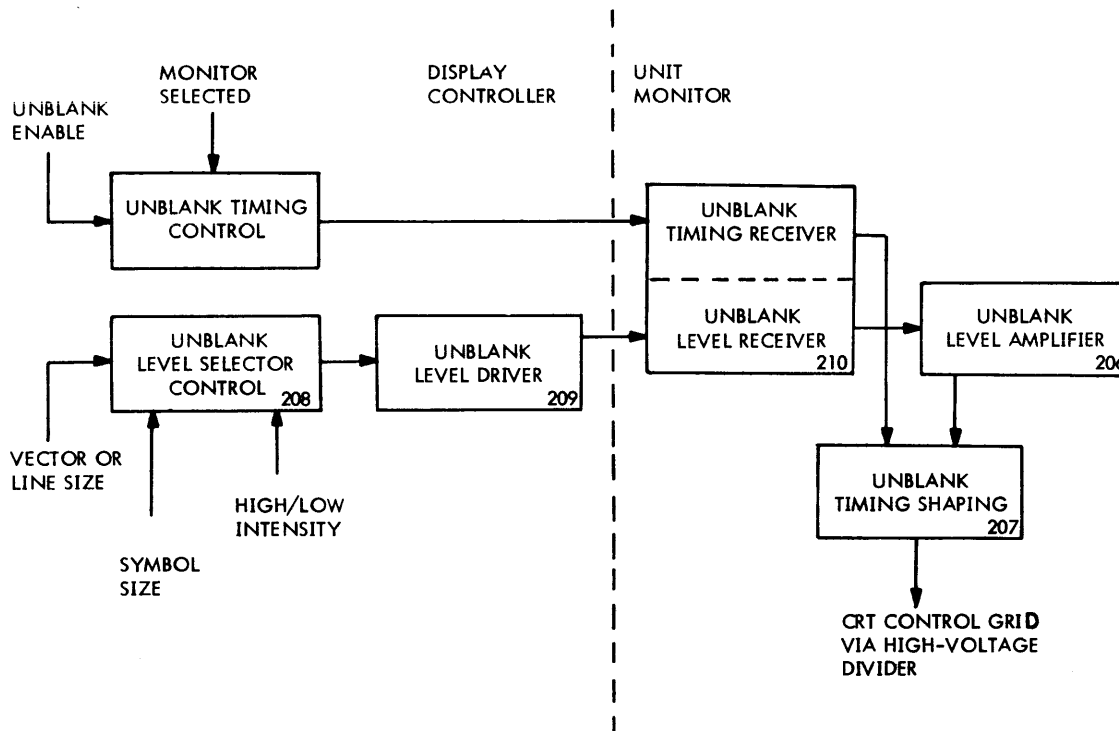 MONITOR
SELECTED
DISPLAY
CONTROLLER
UNIT
MONITOR
UNBLANK
ENABLE
UNBLANK TIMING
CONTROL
UNBLANK
TIMING RECEIVER
UNBLANK
LEVEL SELECTOR
CONTROL
208
UNBLANK
LEVEL DRIVER
209
UNBLANK
LEVEL RECEIVER
210
UNBLANK
LEVEL AMPLIFIER
206
VECTOR OR
LINE SIZE
HIGH/LOW
INTENSITY
SYMBOL
SIZE
UNBLANK
TIMING SHAPING
207
CRT CONTROL GRID
VIA HIGH-VOLTAGE
DIVIDER